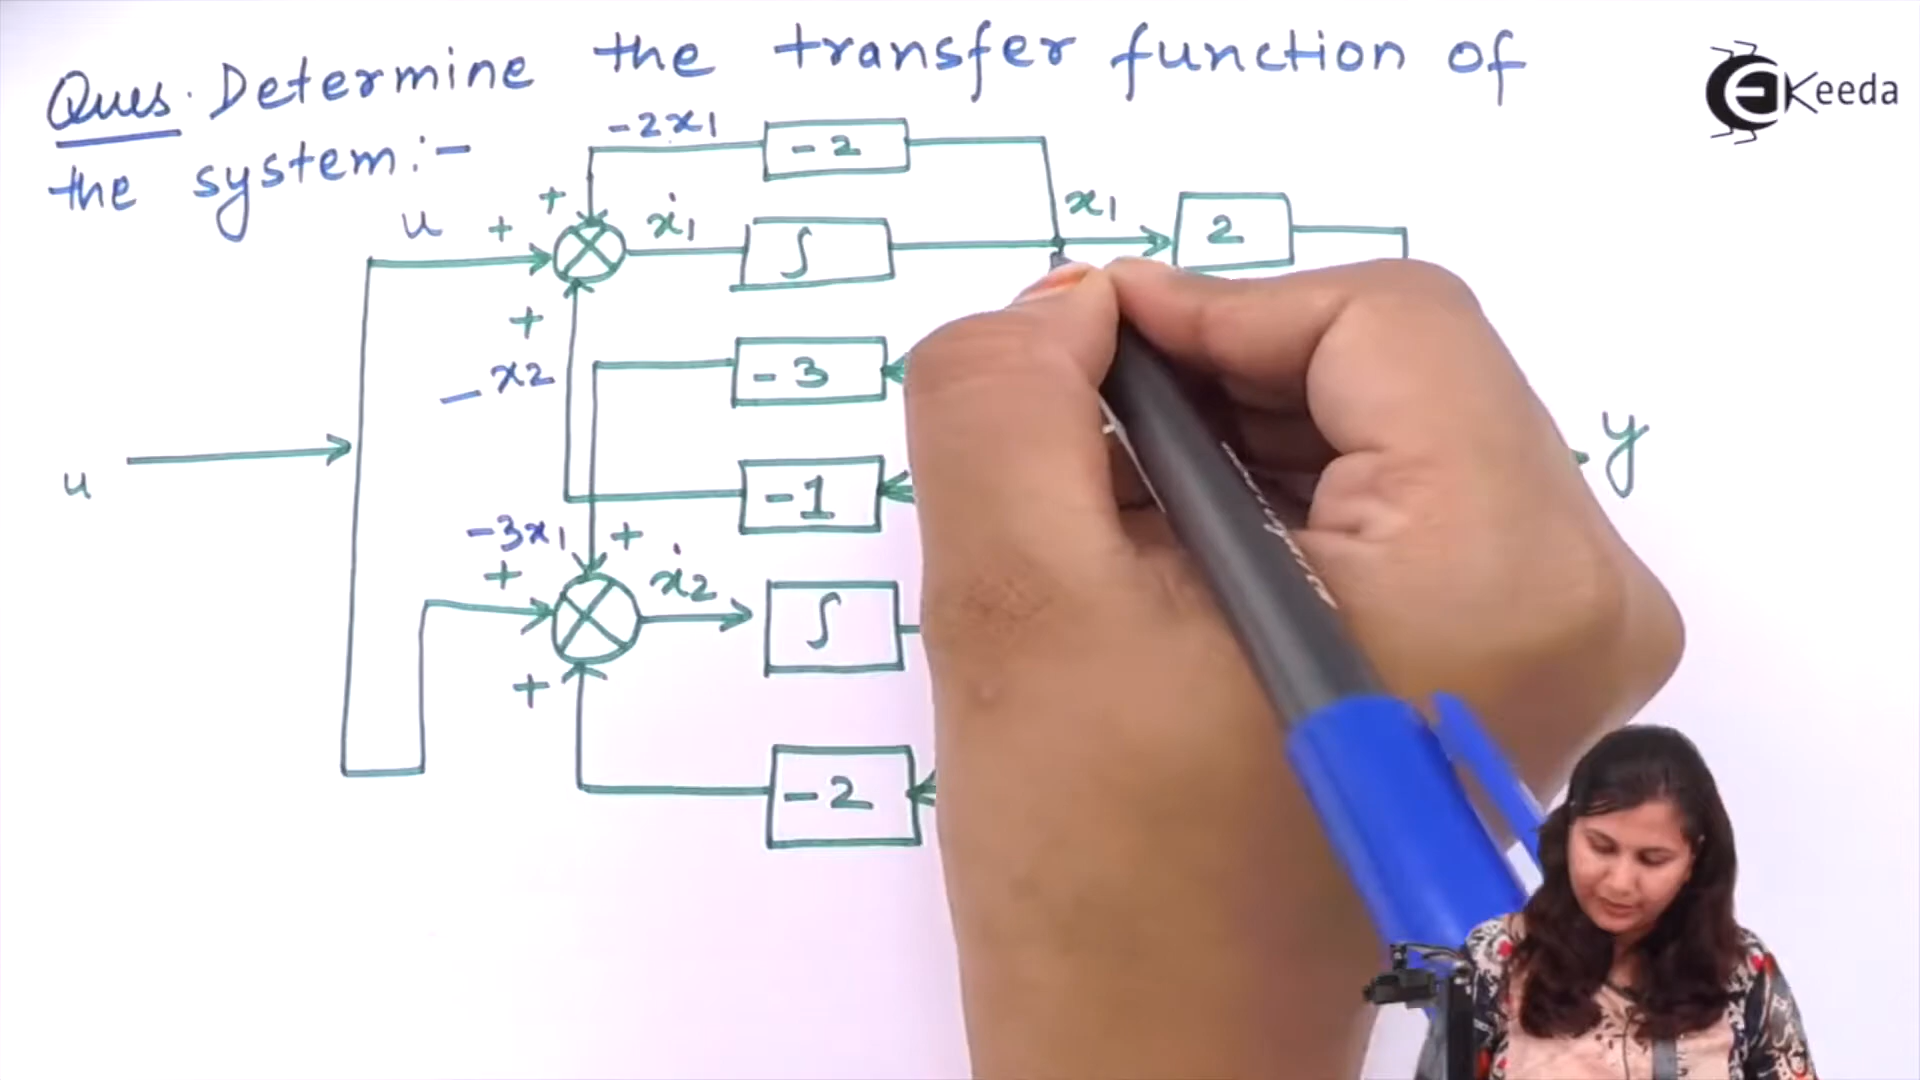 Ques. Determine the transfer function of
the system:-
Keeda
-2x1
-2
+
u
+
ẋ1
∫
x1
2
+
-x2
-3
u
-1
y
-3x1
+
+
ẋ2
∫
+
-2